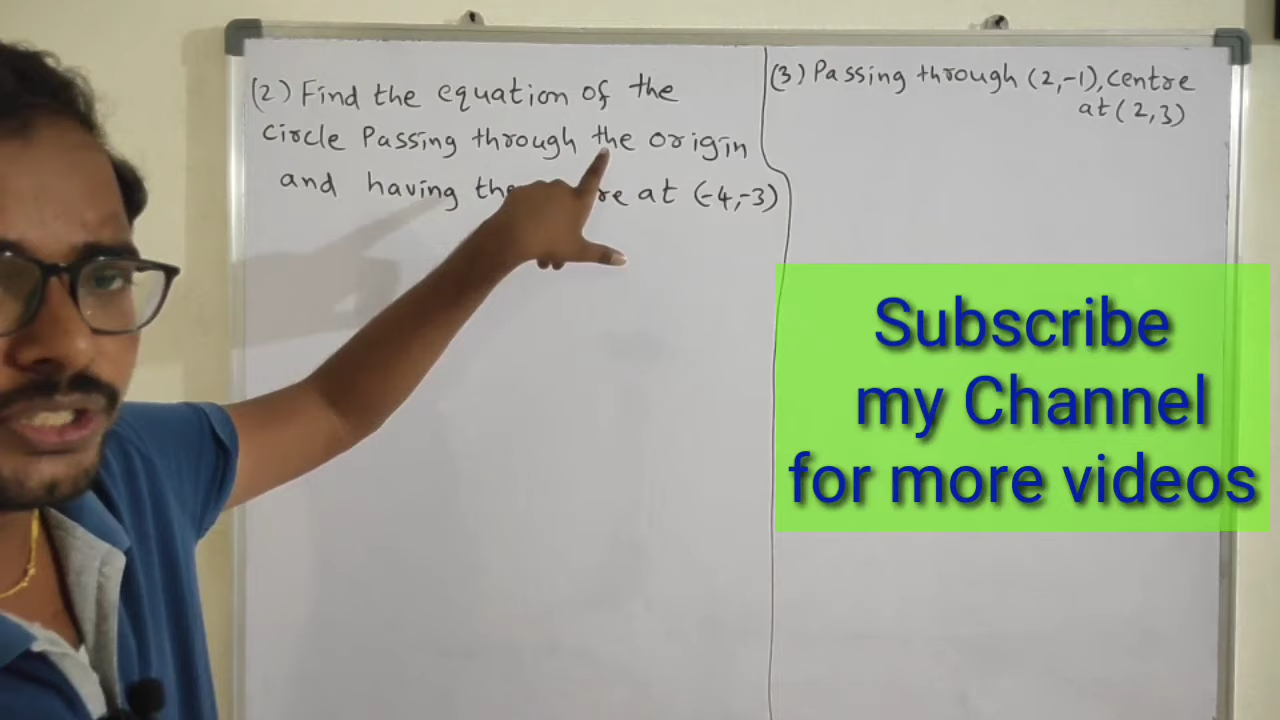 (2) Find the equation of the
Circle Passing through the origin
and having the re at (-4,-3)
(3) Passing through (2,-1), Centre
at (2,3)
Subscribe
my Channel
for more videos